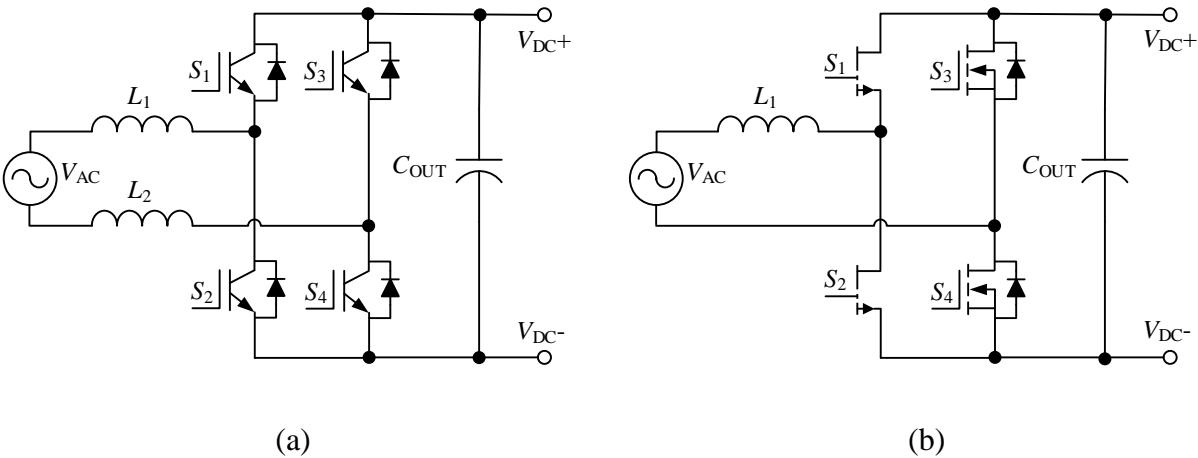 VDC+
S1
S3
L1
VAC
COUT
L2
S2
S4
VDC-
(a)
VDC+
S1
S3
L1
VAC
COUT
S2
S4
VDC-
(b)